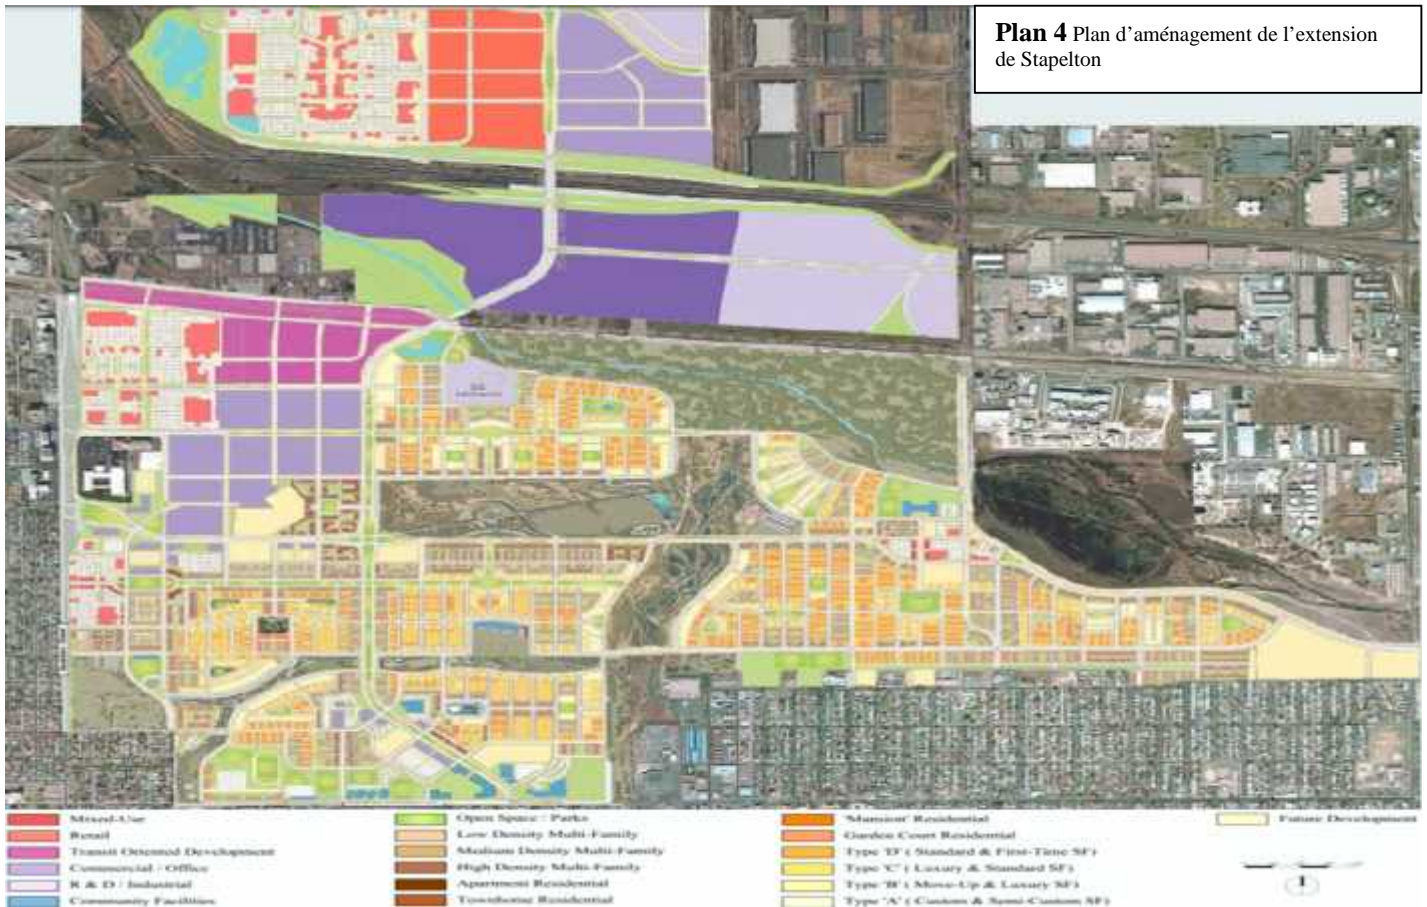 Plan 4 Plan d’aménagement de l’extension
de Stapelton
Mixed-Use
Retail
Transit Oriented Development
Commercial / Office
R & D / Industrial
Community Facilities
Open Space / Parks
Low Density Multi-Family
Medium Density Multi-Family
High Density Multi-Family
Apartment Residential
Townhome Residential
'Mansion' Residential
Garden Court Residential
Type 'D' ( Standard & First-Time SF)
Type 'C' ( Luxury & Standard SF)
Type 'B' ( Move-Up & Luxury SF)
Type 'A' ( Custom & Semi-Custom SF)
Future Development